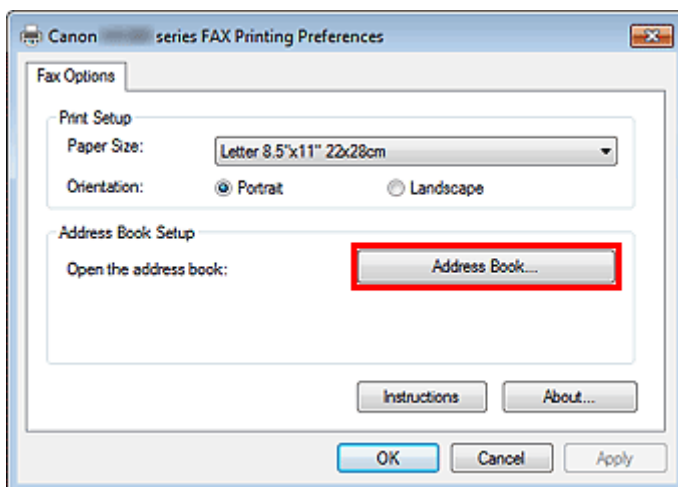 Canon series FAX Printing Preferences
Fax Options
Print Setup
Paper Size: Letter 8.5"x11" 22x28cm
Orientation: Portrait Landscape
Address Book Setup
Open the address book: Address Book...
Instructions About...
OK Cancel Apply